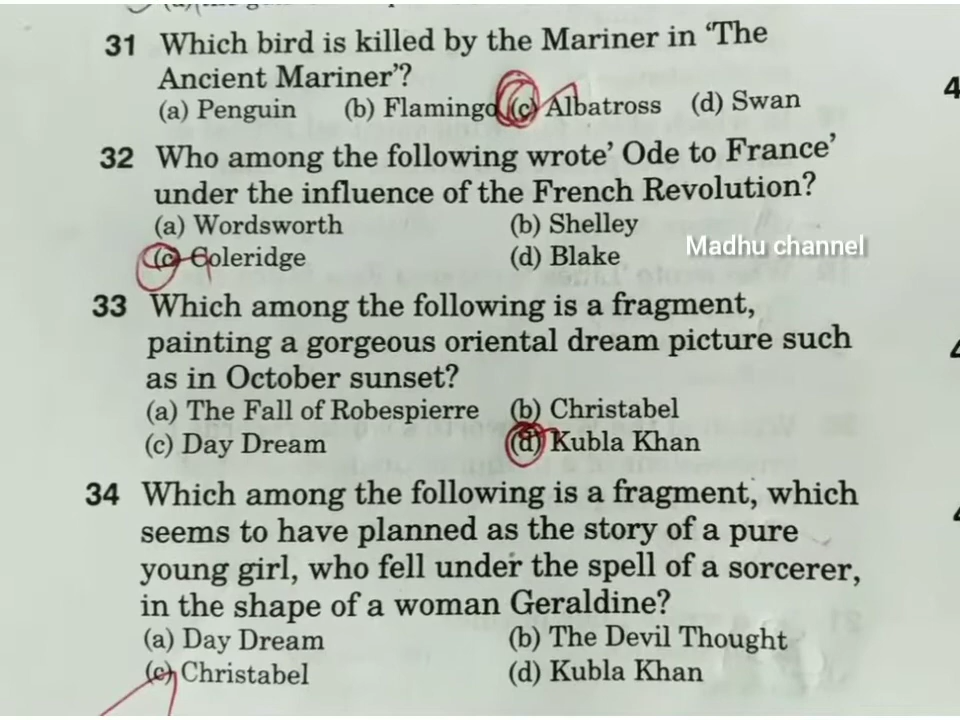 31 Which bird is killed by the Mariner in ‘The
Ancient Mariner’?
(a) Penguin (b) Flamingo (c) Albatross (d) Swan
32 Who among the following wrote’ Ode to France’
under the influence of the French Revolution?
(a) Wordsworth (b) Shelley
(c) Coleridge (d) Blake
Madhu channel
33 Which among the following is a fragment,
painting a gorgeous oriental dream picture such
as in October sunset?
(a) The Fall of Robespierre (b) Christabel
(c) Day Dream (d) Kubla Khan
34 Which among the following is a fragment, which
seems to have planned as the story of a pure
young girl, who fell under the spell of a sorcerer,
in the shape of a woman Geraldine?
(a) Day Dream (b) The Devil Thought
(c) Christabel (d) Kubla Khan